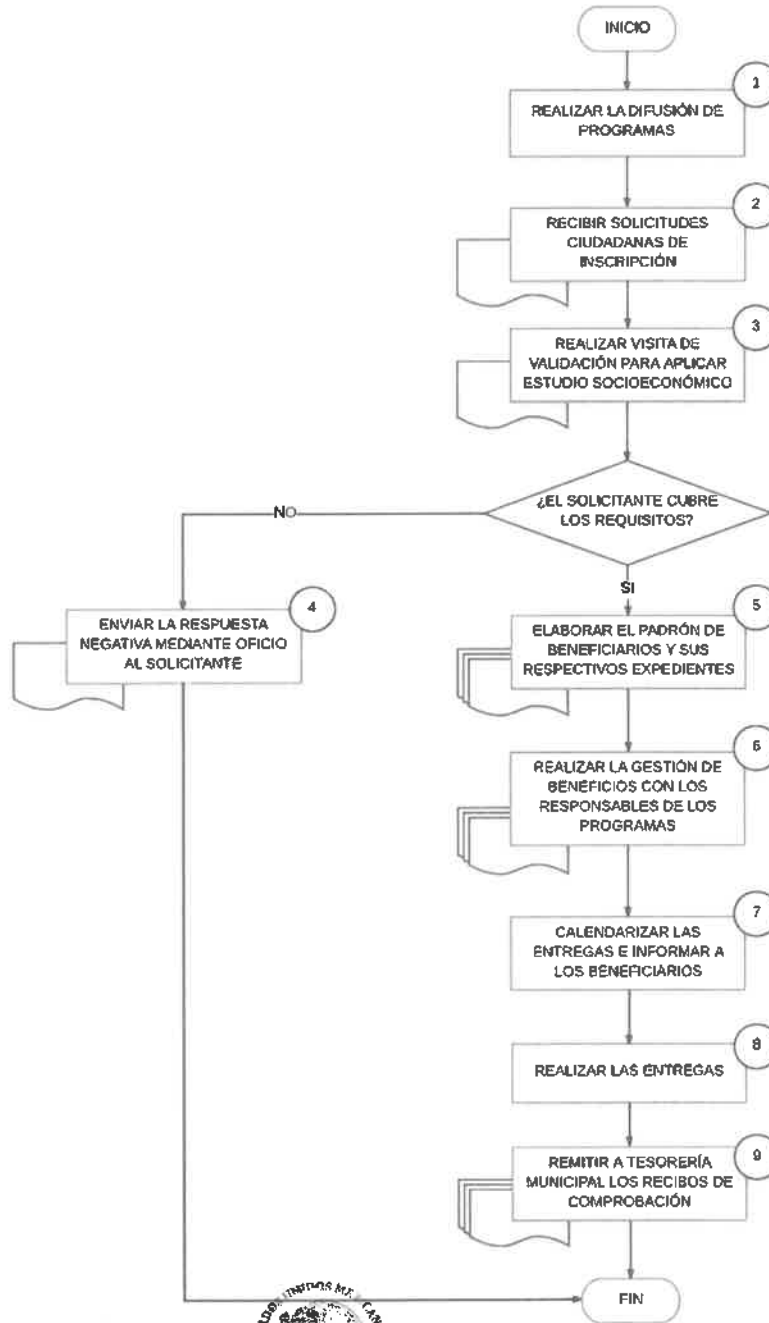 INICIO
1
REALIZAR LA DIFUSIÓN DE
PROGRAMAS
2
RECIBIR SOLICITUDES
CIUDADANAS DE
INSCRIPCIÓN
3
REALIZAR VISITA DE
VALIDACIÓN PARA APLICAR
ESTUDIO SOCIOECONÓMICO
¿EL SOLICITANTE CUBRE
LOS REQUISITOS?
NO
SI
4
ENVIAR LA RESPUESTA
NEGATIVA MEDIANTE OFICIO
AL SOLICITANTE
5
ELABORAR EL PADRÓN DE
BENEFICIARIOS Y SUS
RESPECTIVOS EXPEDIENTES
6
REALIZAR LA GESTIÓN DE
BENEFICIOS CON LOS
RESPONSABLES DE LOS
PROGRAMAS
7
CALENDARIZAR LAS
ENTREGAS E INFORMAR A
LOS BENEFICIARIOS
8
REALIZAR LAS ENTREGAS
9
REMITIR A TESORERÍA
MUNICIPAL LOS RECIBOS DE
COMPROBACIÓN
FIN
UNIDOS